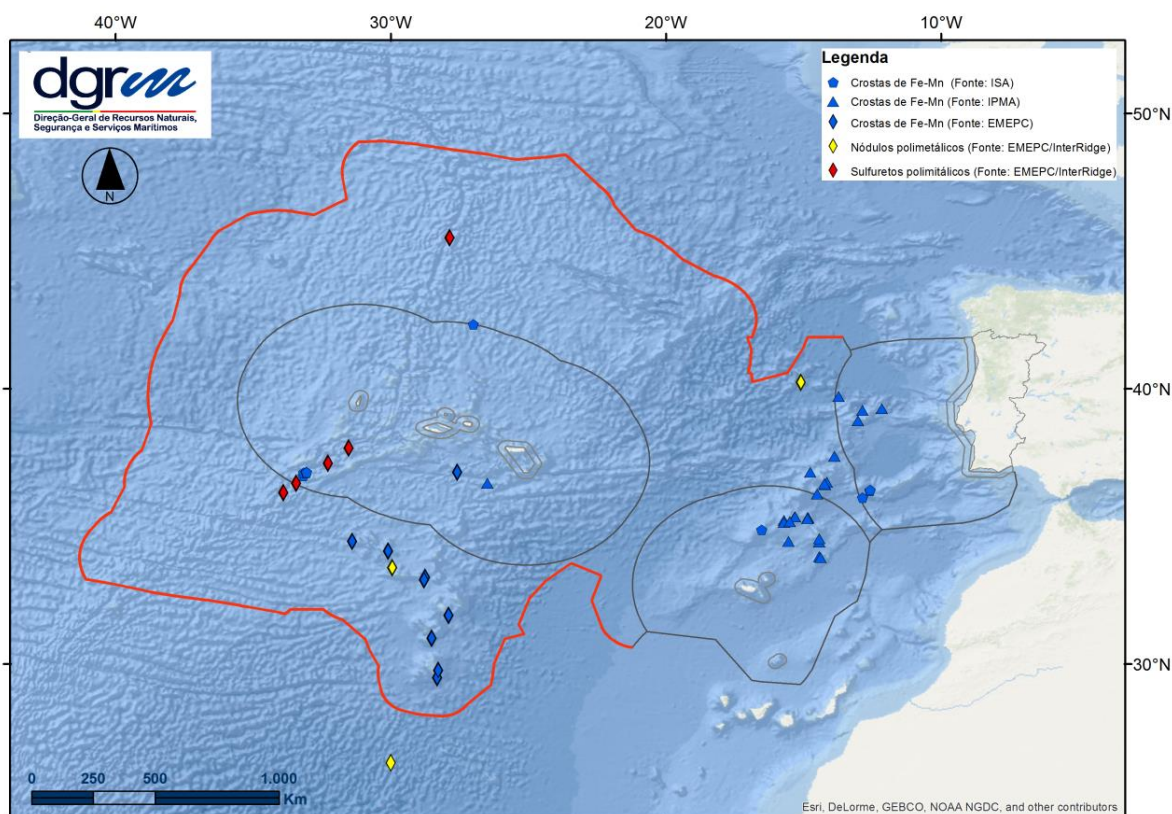 40°W
30°W
20°W
10°W
dgrm
Direção-Geral de Recursos Naturais,
Segurança e Serviços Marítimos
N
Legenda
Crostas de Fe-Mn (Fonte: ISA)
Crostas de Fe-Mn (Fonte: IPMA)
Crostas de Fe-Mn (Fonte: EMEPC)
Nódulos polimetálicos (Fonte: EMEPC/InterRidge)
Sulfuretos polimitálicos (Fonte: EMEPC/InterRidge)
50°N
40°N
30°N
0 250 500 1.000
Km
Esri, DeLorme, GEBCO, NOAA NGDC, and other contributors